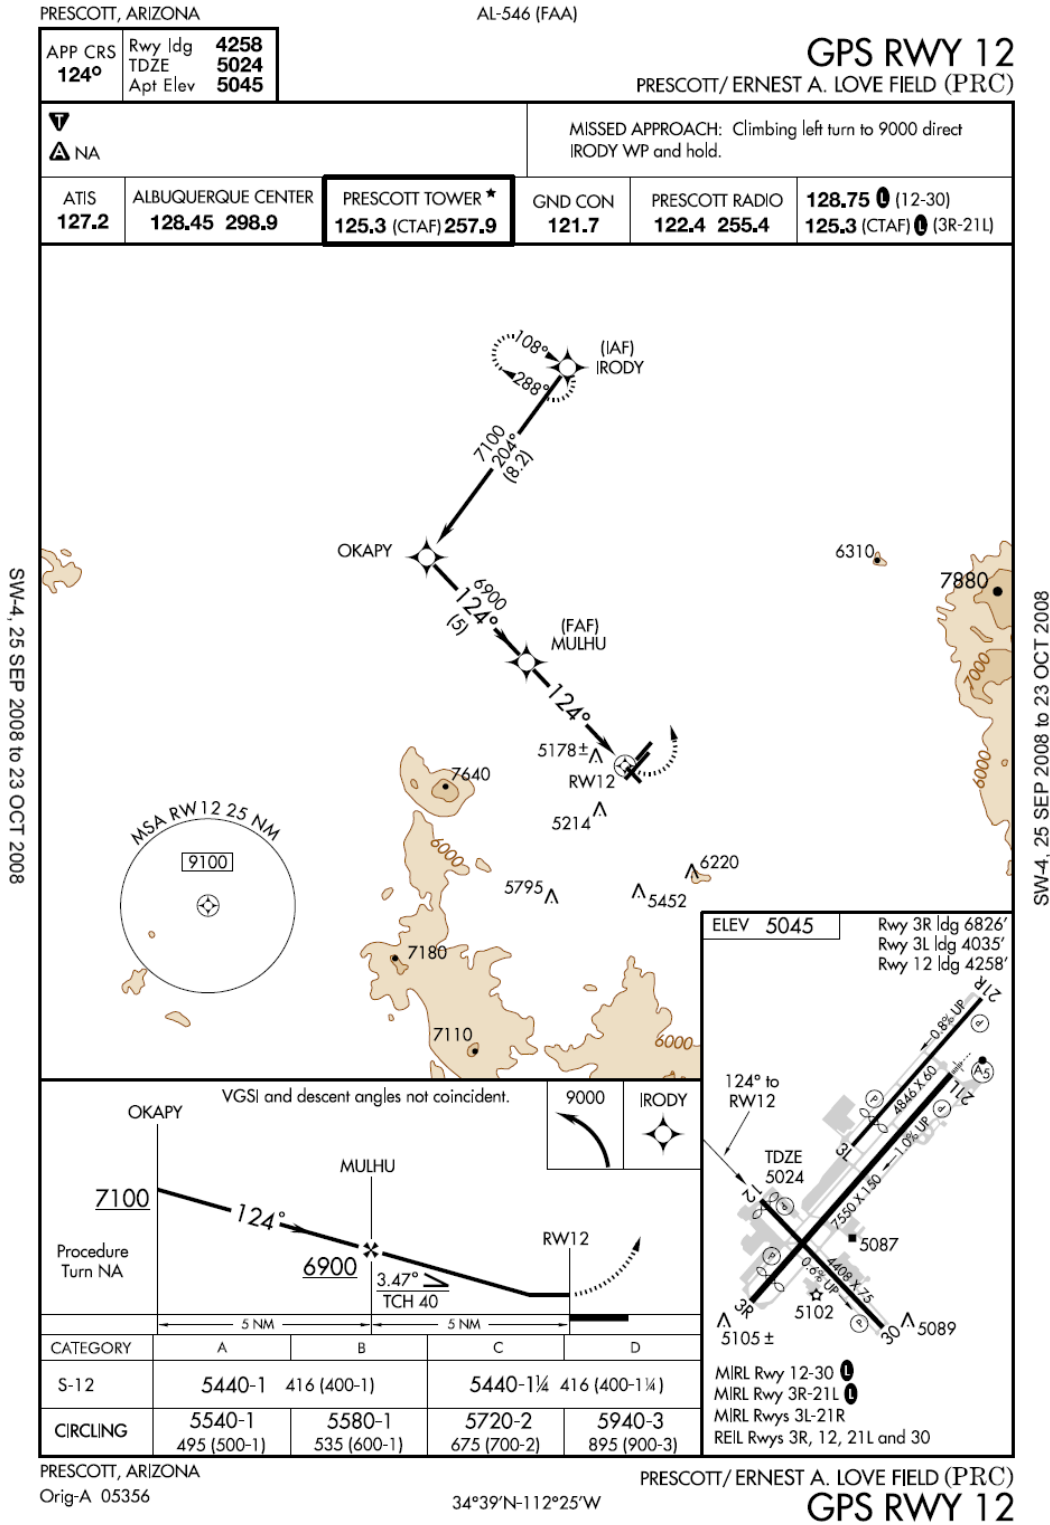 PRESCOTT, ARIZONA
AL-546 (FAA)
APP CRS
124°
Rwy ldg 4258
TDZE 5024
Apt Elev 5045
GPS RWY 12
PRESCOTT/ ERNEST A. LOVE FIELD (PRC)
T
A NA
MISSED APPROACH: Climbing left turn to 9000 direct
IRODY WP and hold.
ATIS
127.2
ALBUQUERQUE CENTER
128.45 298.9
PRESCOTT TOWER ★
125.3 (CTAF) 257.9
GND CON
121.7
PRESCOTT RADIO
122.4 255.4
128.75 L (12-30)
125.3 (CTAF) L (3R-21L)
108°
288°
(IAF)
IRODY
7100
204°
(8.2)
OKAPY
6900
124°
(5)
(FAF)
MULHU
124°
6310
7880
7000
6000
5178±
RW12
5214
7640
6000
MSA RW12 25 NM
9100
5795
6220
5452
7180
7110
6000
SW-4, 25 SEP 2008 to 23 OCT 2008
SW-4, 25 SEP 2008 to 23 OCT 2008
ELEV 5045
Rwy 3R ldg 6826′
Rwy 3L ldg 4035′
Rwy 12 ldg 4258′
21R
0.8% UP
P
A5
4846 X 60
21L
P
P
1.0% UP
3L
124° to
RW12
TDZE
5024
12
P
7550 X 150
5087
P
4408 X 75
0.6% UP
3R
5102
P
30
5089
5105 ±
MIRL Rwy 12-30 L
MIRL Rwy 3R-21L L
MIRL Rwys 3L-21R
REIL Rwys 3R, 12, 21L and 30
VGSI and descent angles not coincident.
9000
IRODY
OKAPY
MULHU
7100
124°
RW12
Procedure
Turn NA
6900
3.47°
TCH 40
5 NM
5 NM
CATEGORY A B C D
S-12 5440-1 416 (400-1) 5440-1¼ 416 (400-1¼)
CIRCLING
5540-1
495 (500-1)
5580-1
535 (600-1)
5720-2
675 (700-2)
5940-3
895 (900-3)
PRESCOTT, ARIZONA
Orig-A 05356
34°39′N-112°25′W
PRESCOTT/ ERNEST A. LOVE FIELD (PRC)
GPS RWY 12